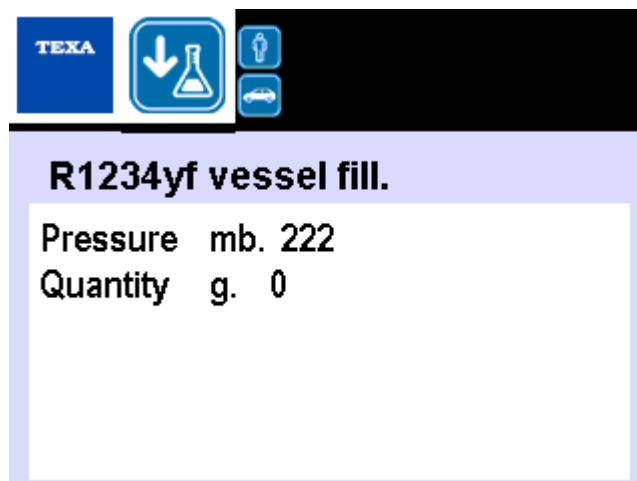 TEXA
R1234yf vessel fill.
Pressure mb. 222
Quantity g. 0